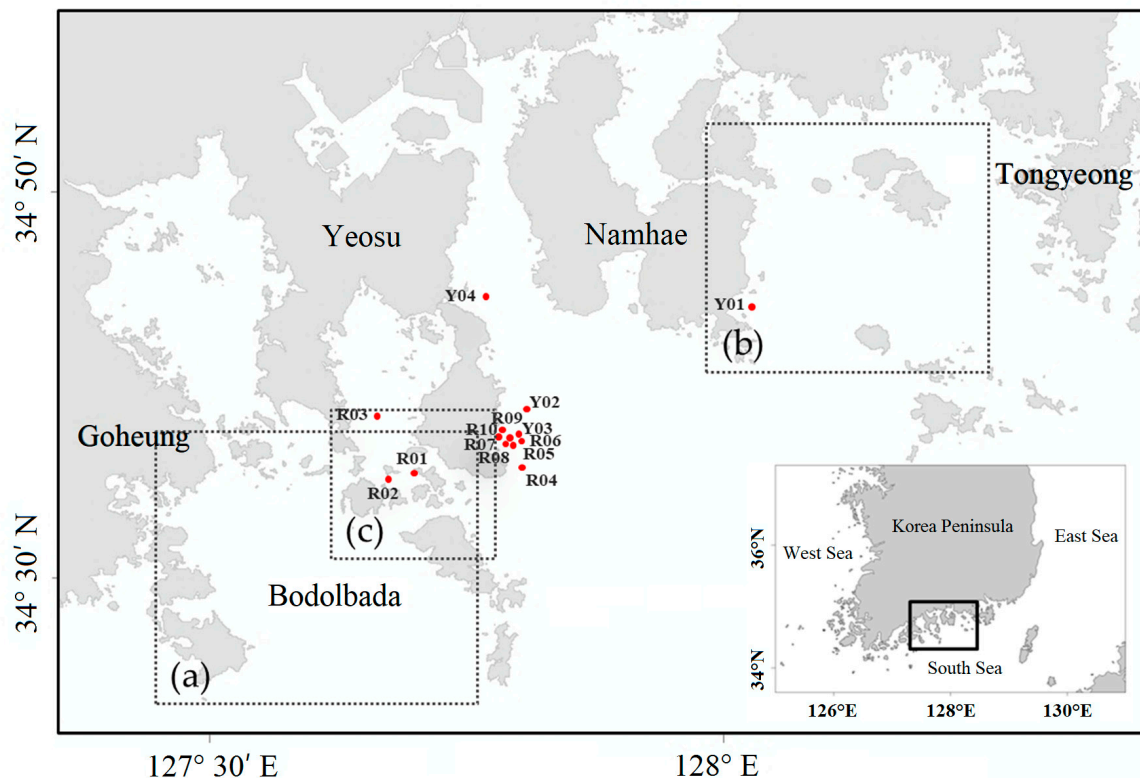 34° 50′ N
34° 30′ N
127° 30′ E
128° E
Yeosu
Namhae
Tongyeong
Goheung
Bodolbada
Y04
Y01
(b)
R03
Y02
R09
R10
Y03
R07
R06
R08
R05
R04
R01
R02
(c)
(a)
Korea Peninsula
West Sea
East Sea
South Sea
36°N
34°N
126°E
128°E
130°E